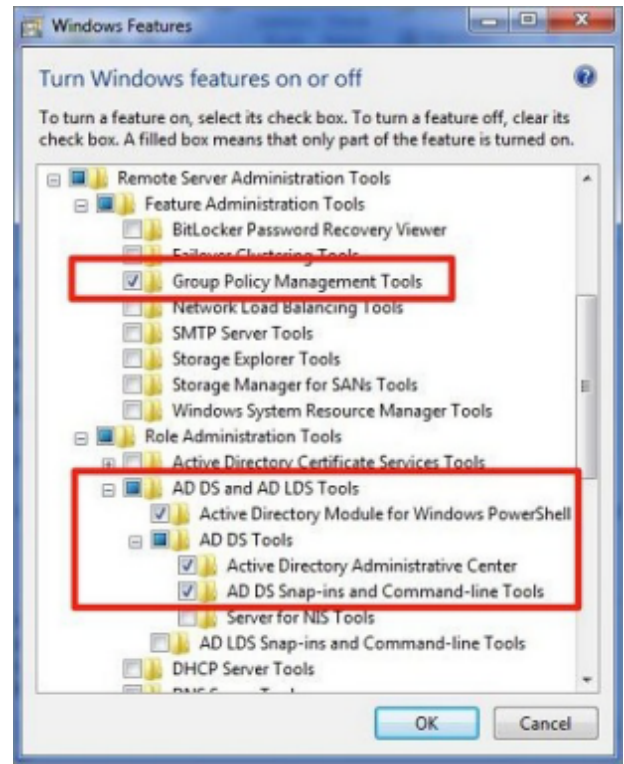 Windows Features
Turn Windows features on or off
To turn a feature on, select its check box. To turn a feature off, clear its
check box. A filled box means that only part of the feature is turned on.
Remote Server Administration Tools
Feature Administration Tools
BitLocker Password Recovery Viewer
Failover Clustering Tools
Group Policy Management Tools
Network Load Balancing Tools
SMTP Server Tools
Storage Explorer Tools
Storage Manager for SANs Tools
Windows System Resource Manager Tools
Role Administration Tools
Active Directory Certificate Services Tools
AD DS and AD LDS Tools
Active Directory Module for Windows PowerShell
AD DS Tools
Active Directory Administrative Center
AD DS Snap-ins and Command-line Tools
Server for NIS Tools
AD LDS Snap-ins and Command-line Tools
DHCP Server Tools
OK Cancel